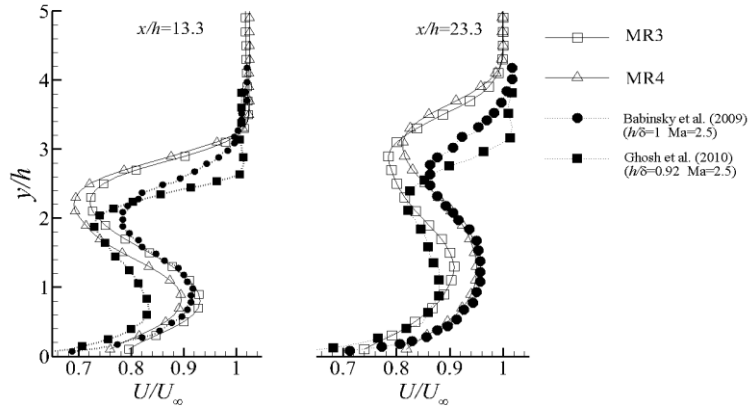 x/h=13.3
x/h=23.3
MR3
MR4
Babinsky et al. (2009)
(h/δ=1 Ma=2.5)
Ghosh et al. (2010)
(h/δ=0.92 Ma=2.5)
y/h
5
4
3
2
1
0
0.7 0.8 0.9 1
0.7 0.8 0.9 1
U/U∞
U/U∞